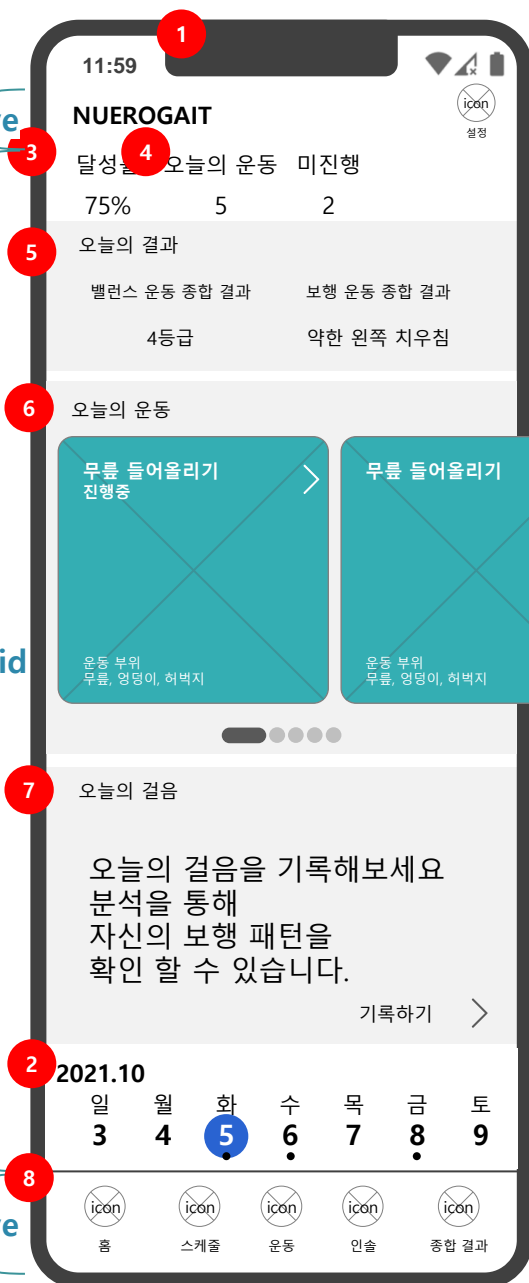 1
11:59
ve
NUEROGAIT
icon
설정
3
4
오늘의 운동
미진행
75%
5
2
5
오늘의 결과
밸런스 운동 종합 결과
보행 운동 종합 결과
4등급
약한 왼쪽 치우침
6
오늘의 운동
무릎 들어올리기
진행중
무릎 들어올리기
id
운동 부위
무릎, 엉덩이, 허벅지
운동 부위
무릎, 엉덩이, 허벅지
7
오늘의 걸음
오늘의 걸음을 기록해보세요
분석을 통해
자신의 보행 패턴을
확인 할 수 있습니다.
기록하기
2
2021.10
일 월 화 수 목 금 토
3 4 5 6 7 8 9
8
ve
icon icon icon icon icon
홈 스케줄 운동 인솔 종합 결과